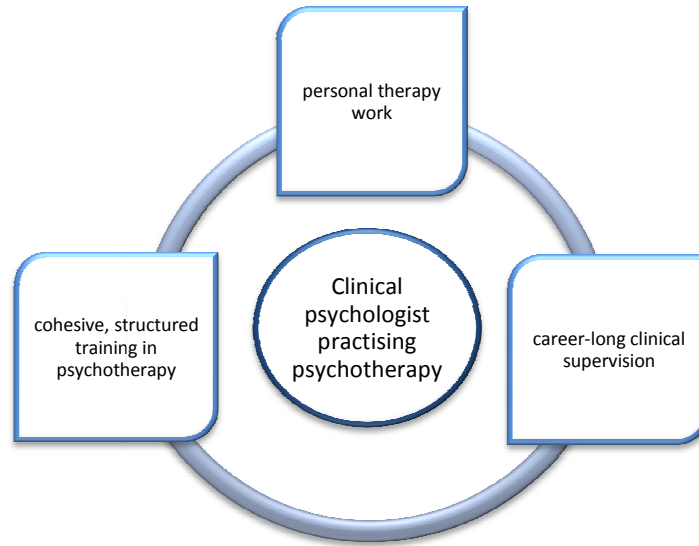 personal therapy
work
Clinical
psychologist
practising
psychotherapy
cohesive, structured
training in
psychotherapy
career-long clinical
supervision